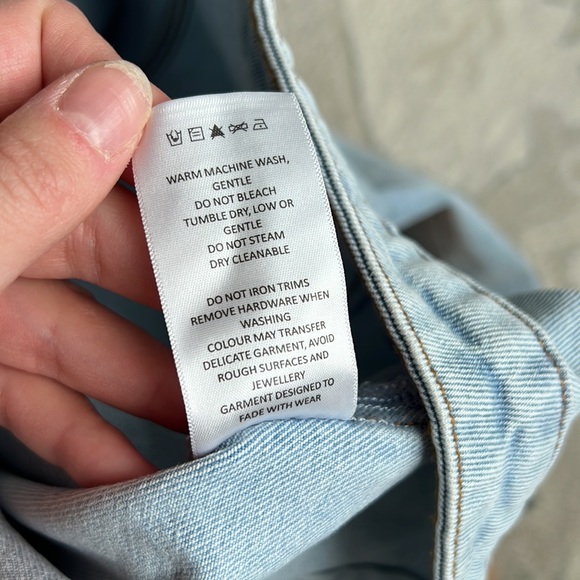 WARM MACHINE WASH,
GENTLE
DO NOT BLEACH
TUMBLE DRY, LOW OR
GENTLE
DO NOT STEAM
DRY CLEANABLE
DO NOT IRON TRIMS
REMOVE HARDWARE WHEN
WASHING
COLOUR MAY TRANSFER
DELICATE GARMENT, AVOID
ROUGH SURFACES AND
JEWELLERY
GARMENT DESIGNED TO
FADE WITH WEAR